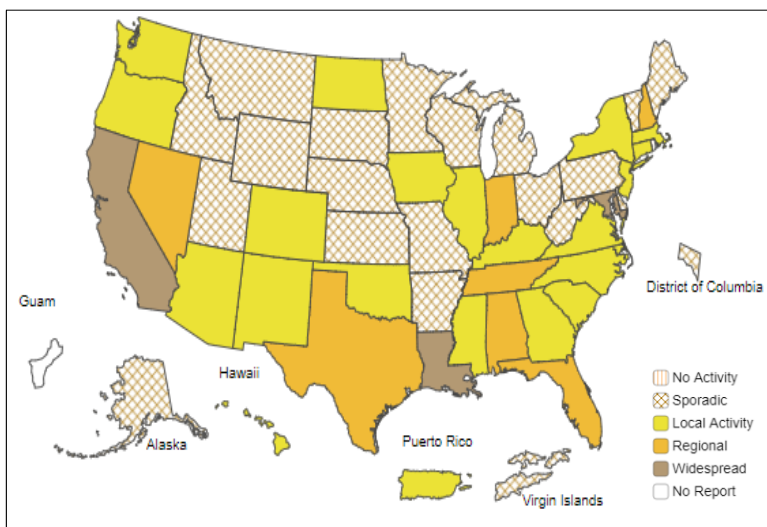 District of Columbia
Guam
Hawaii
Alaska
Puerto Rico
Virgin Islands
No Activity
Sporadic
Local Activity
Regional
Widespread
No Report